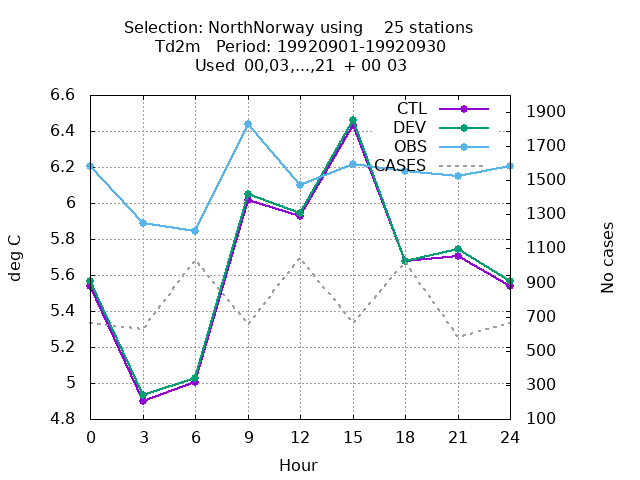 Selection: NorthNorway using    25 stations
Td2m   Period: 19920901-19920930
Used  00,03,...,21  + 00 03
6.6
6.4
6.2
6
5.8
5.6
5.4
5.2
5
4.8
deg C
0 3 6 9 12 15 18 21 24
Hour
1900
1700
1500
1300
1100
900
700
500
300
100
No cases
CTL
DEV
OBS
CASES